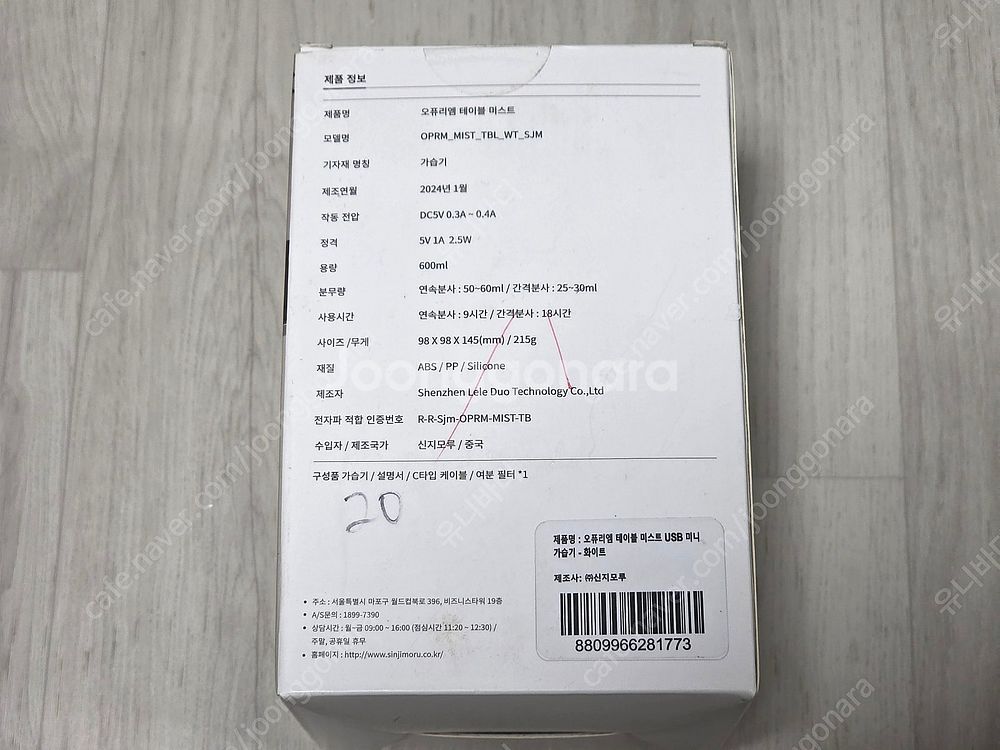 제품 정보
제품명 오퓨리엠 테이블 미스트
모델명 OPRM_MIST_TBL_WT_SJM
기자재 명칭 가습기
제조연월 2024년 1월
작동 전압 DC5V 0.3A ~ 0.4A
정격 5V 1A 2.5W
용량 600ml
분무량 연속분사 : 50~60ml / 간격분사 : 25~30ml
사용시간 연속분사 : 9시간 / 간격분사 : 18시간
사이즈 /무게 98 X 98 X 145(mm) / 215g
재질 ABS / PP / Silicone
Joonggonara
제조자 Shenzhen Lele Duo Technology Co.,Ltd
전자파 적합 인증번호 R-R-Sjm-OPRM-MIST-TB
수입자 / 제조국가 신지모루 / 중국
구성품 가습기 / 설명서 / C타입 케이블 / 여분 필터 *1
20
제품명 : 오퓨리엠 테이블 미스트 USB 미니
가습기 - 화이트
제조사: ㈜신지모루
8809966281773
• 주소 : 서울특별시 마포구 월드컵북로 396, 비즈니스타워 19층
• A/S문의 : 1899-7390
• 상담시간 : 월~금 09:00 ~ 16:00 (점심시간 11:20 ~ 12:30) /
주말, 공휴일 휴무
• 홈페이지 : http://www.sinjimoru.co.kr/
cafe.naver.com/joonggonara